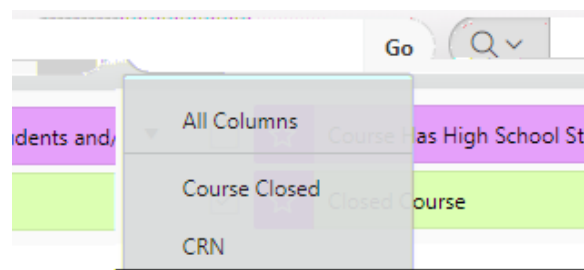 Go
All Columns
dents and/
Course Has High School St
Course Closed
Closed Course
CRN